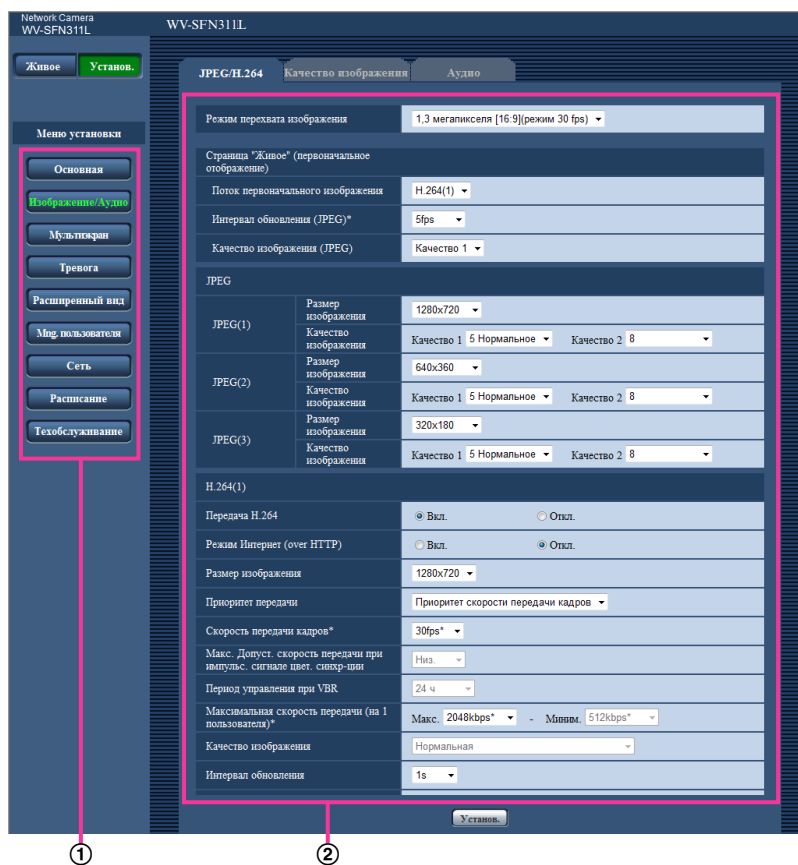 Network Camera
WV-SFN311L
WV-SFN311L
Живое
Установ.
Меню установки
Основная
Изображение/Аудио
Мультиэкран
Тревога
Расширенный вид
Mng. пользователя
Сеть
Расписание
Техобслуживание
JPEG/H.264
Качество изображения
Аудио
Режим перехвата изображения
1,3 мегапикселя [16:9](режим 30 fps)
Страница "Живое" (первоначальное
отображение)
Поток первоначального изображения
H.264(1)
Интервал обновления (JPEG)*
5fps
Качество изображения (JPEG)
Качество 1
JPEG
JPEG(1)
Размер
изображения
1280x720
Качество
изображения
Качество 1 5 Нормальное Качество 2 8
JPEG(2)
Размер
изображения
640x360
Качество
изображения
Качество 1 5 Нормальное Качество 2 8
JPEG(3)
Размер
изображения
320x180
Качество
изображения
Качество 1 5 Нормальное Качество 2 8
H.264(1)
Передача H.264
Вкл. Откл.
Режим Интернет (over HTTP)
Вкл. Откл.
Размер изображения
1280x720
Приоритет передачи
Приоритет скорости передачи кадров
Скорость передачи кадров*
30fps*
Макс. Допуст. скорость передачи при
импульс. сигнале цвет. синхр-ции
Низ.
Период управления при VBR
24 ч
Максимальная скорость передачи (на 1
пользователя)*
Макс. 2048kbps* - Миним. 512kbps*
Качество изображения
Нормальная
Интервал обновления
1s
Установ.
① ②